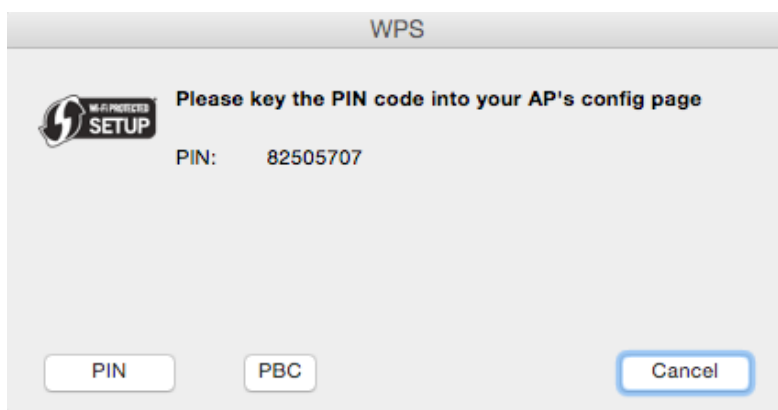 WPS
WI-FI PROTECTED
SETUP
Please key the PIN code into your AP's config page
PIN: 82505707
PIN PBC Cancel